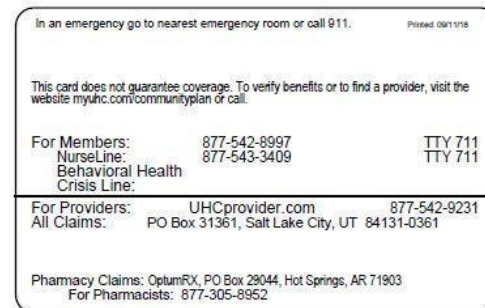 In an emergency go to nearest emergency room or call 911. Printed: 09/11/18
This card does not guarantee coverage. To verify benefits or to find a provider, visit the
website myuhc.com/communityplan or call.
For Members: 877-542-8997 TTY 711
NurseLine: 877-543-3409 TTY 711
Behavioral Health
Crisis Line:
For Providers: UHCprovider.com 877-542-9231
All Claims: PO Box 31361, Salt Lake City, UT 84131-0361
Pharmacy Claims: OptumRX, PO Box 29044, Hot Springs, AR 71903
For Pharmacists: 877-305-8952